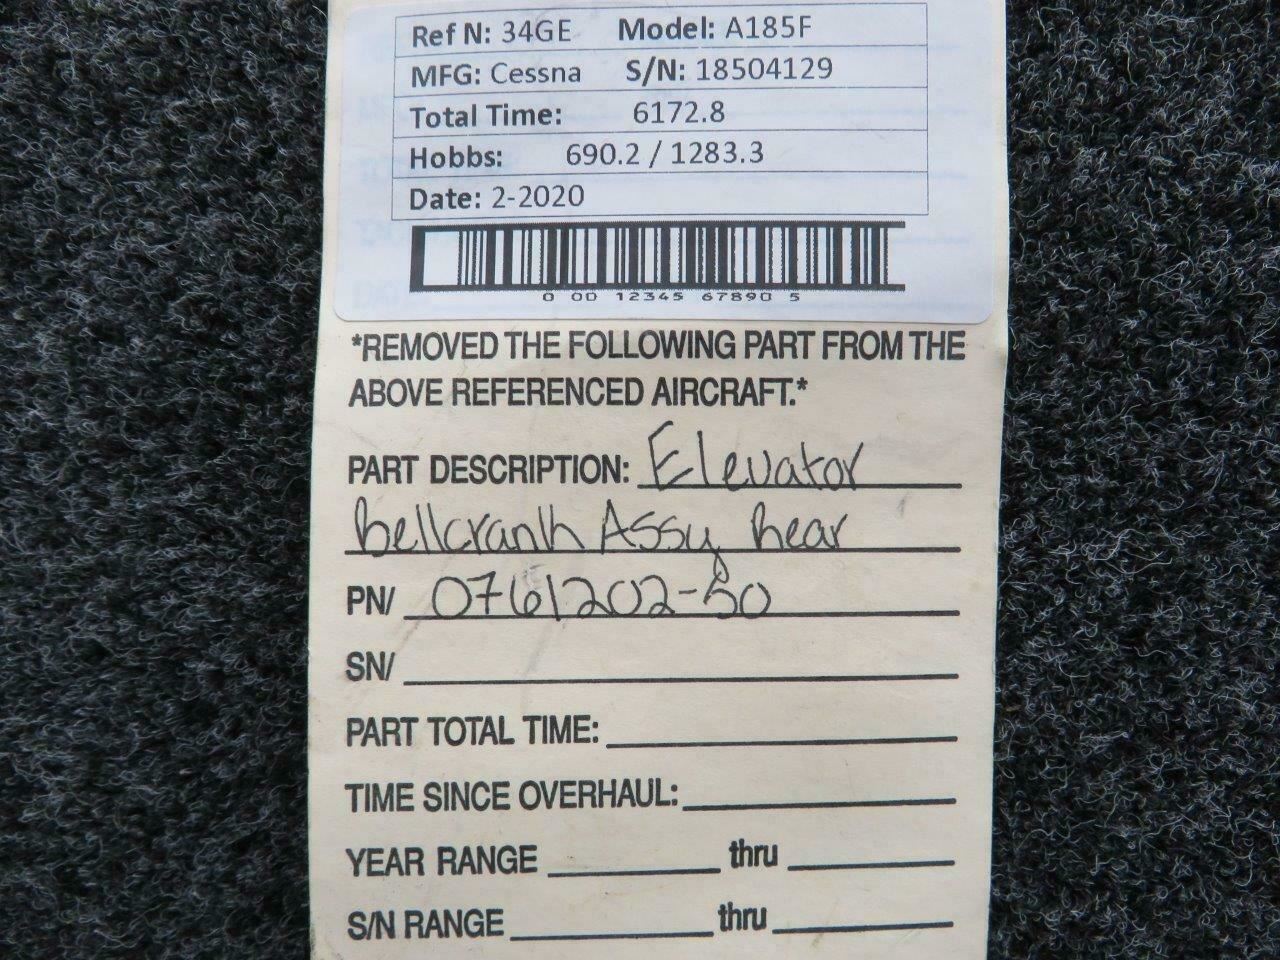 Ref N: 34GE Model: A185F
MFG: Cessna S/N: 18504129
Total Time: 6172.8
Hobbs: 690.2 / 1283.3
Date: 2-2020
0 00 12345 67890 5
*REMOVED THE FOLLOWING PART FROM THE
ABOVE REFERENCED AIRCRAFT.*
PART DESCRIPTION: Elevator
bellcrank Assy Rear
PN/ 0761202-50
SN/
PART TOTAL TIME:
TIME SINCE OVERHAUL:
YEAR RANGE thru
S/N RANGE thru